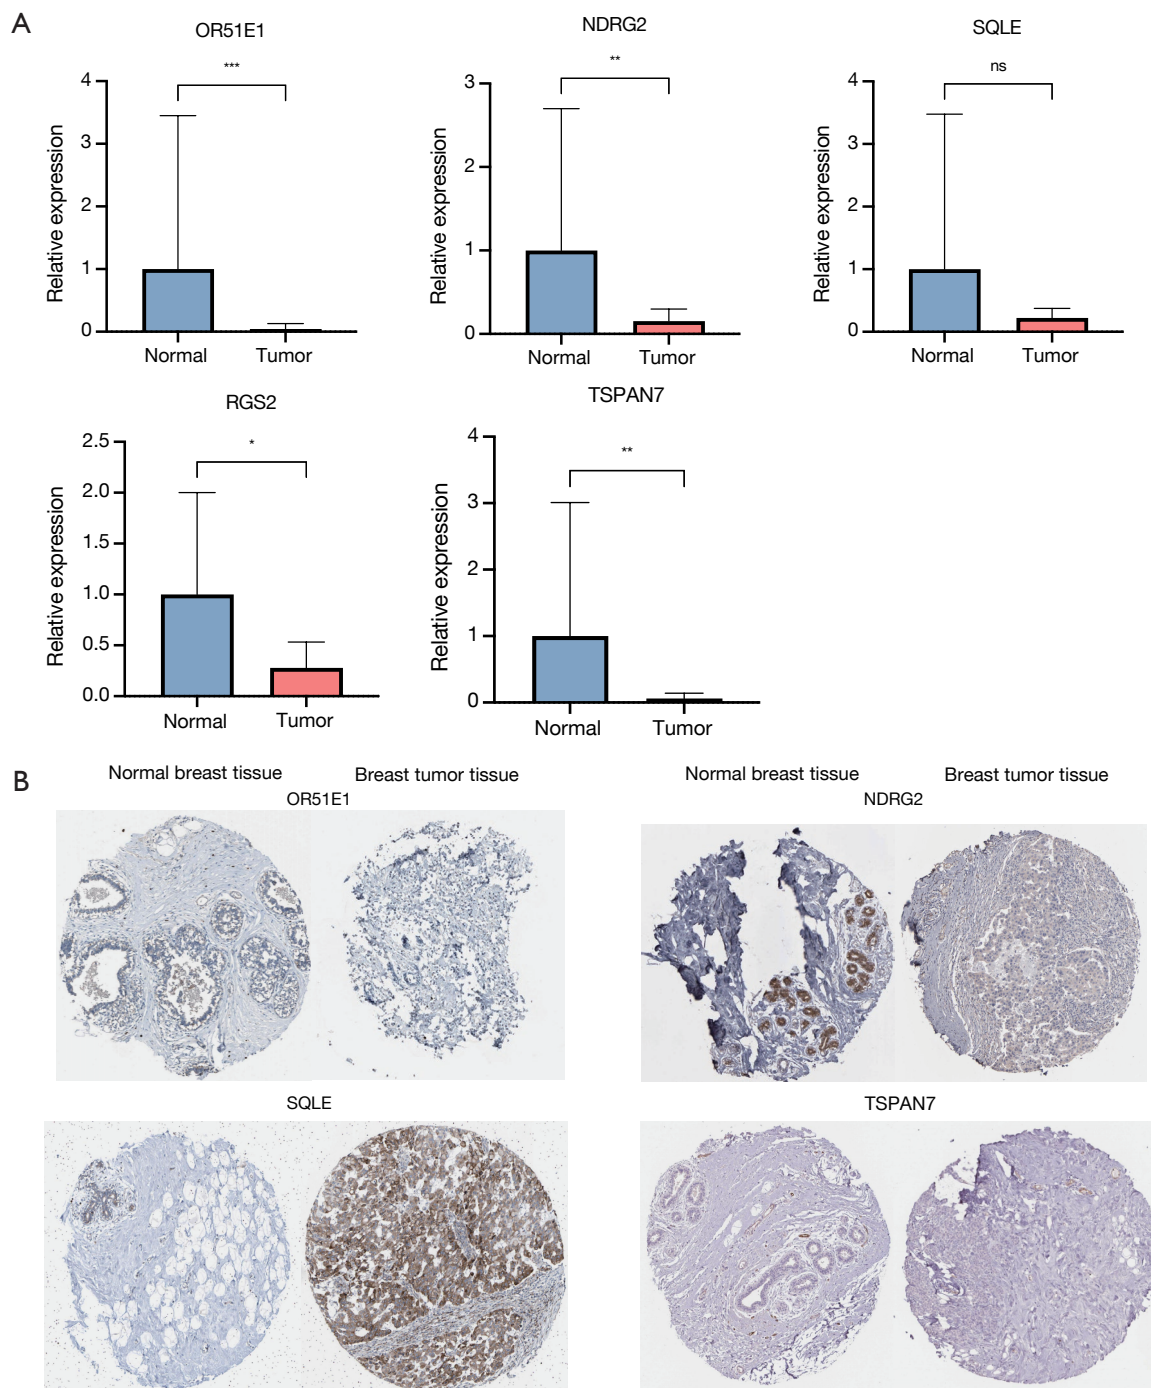 A
OR51E1
***
4
3
2
1
0
Relative expression
Normal Tumor
NDRG2
**
3
2
1
0
Relative expression
Normal Tumor
SQLE
ns
4
3
2
1
0
Relative expression
Normal Tumor
RGS2
*
2.5
2.0
1.5
1.0
0.5
0.0
Relative expression
Normal Tumor
TSPAN7
**
4
3
2
1
0
Relative expression
Normal Tumor
B
Normal breast tissue Breast tumor tissue
OR51E1
Normal breast tissue Breast tumor tissue
NDRG2
SQLE
TSPAN7